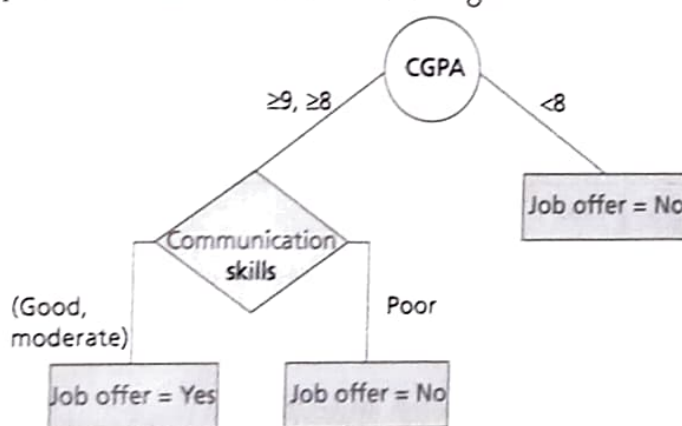 CGPA
≥9, ≥8
<8
Job offer = No
Communication
skills
(Good,
moderate)
Poor
Job offer = Yes
Job offer = No